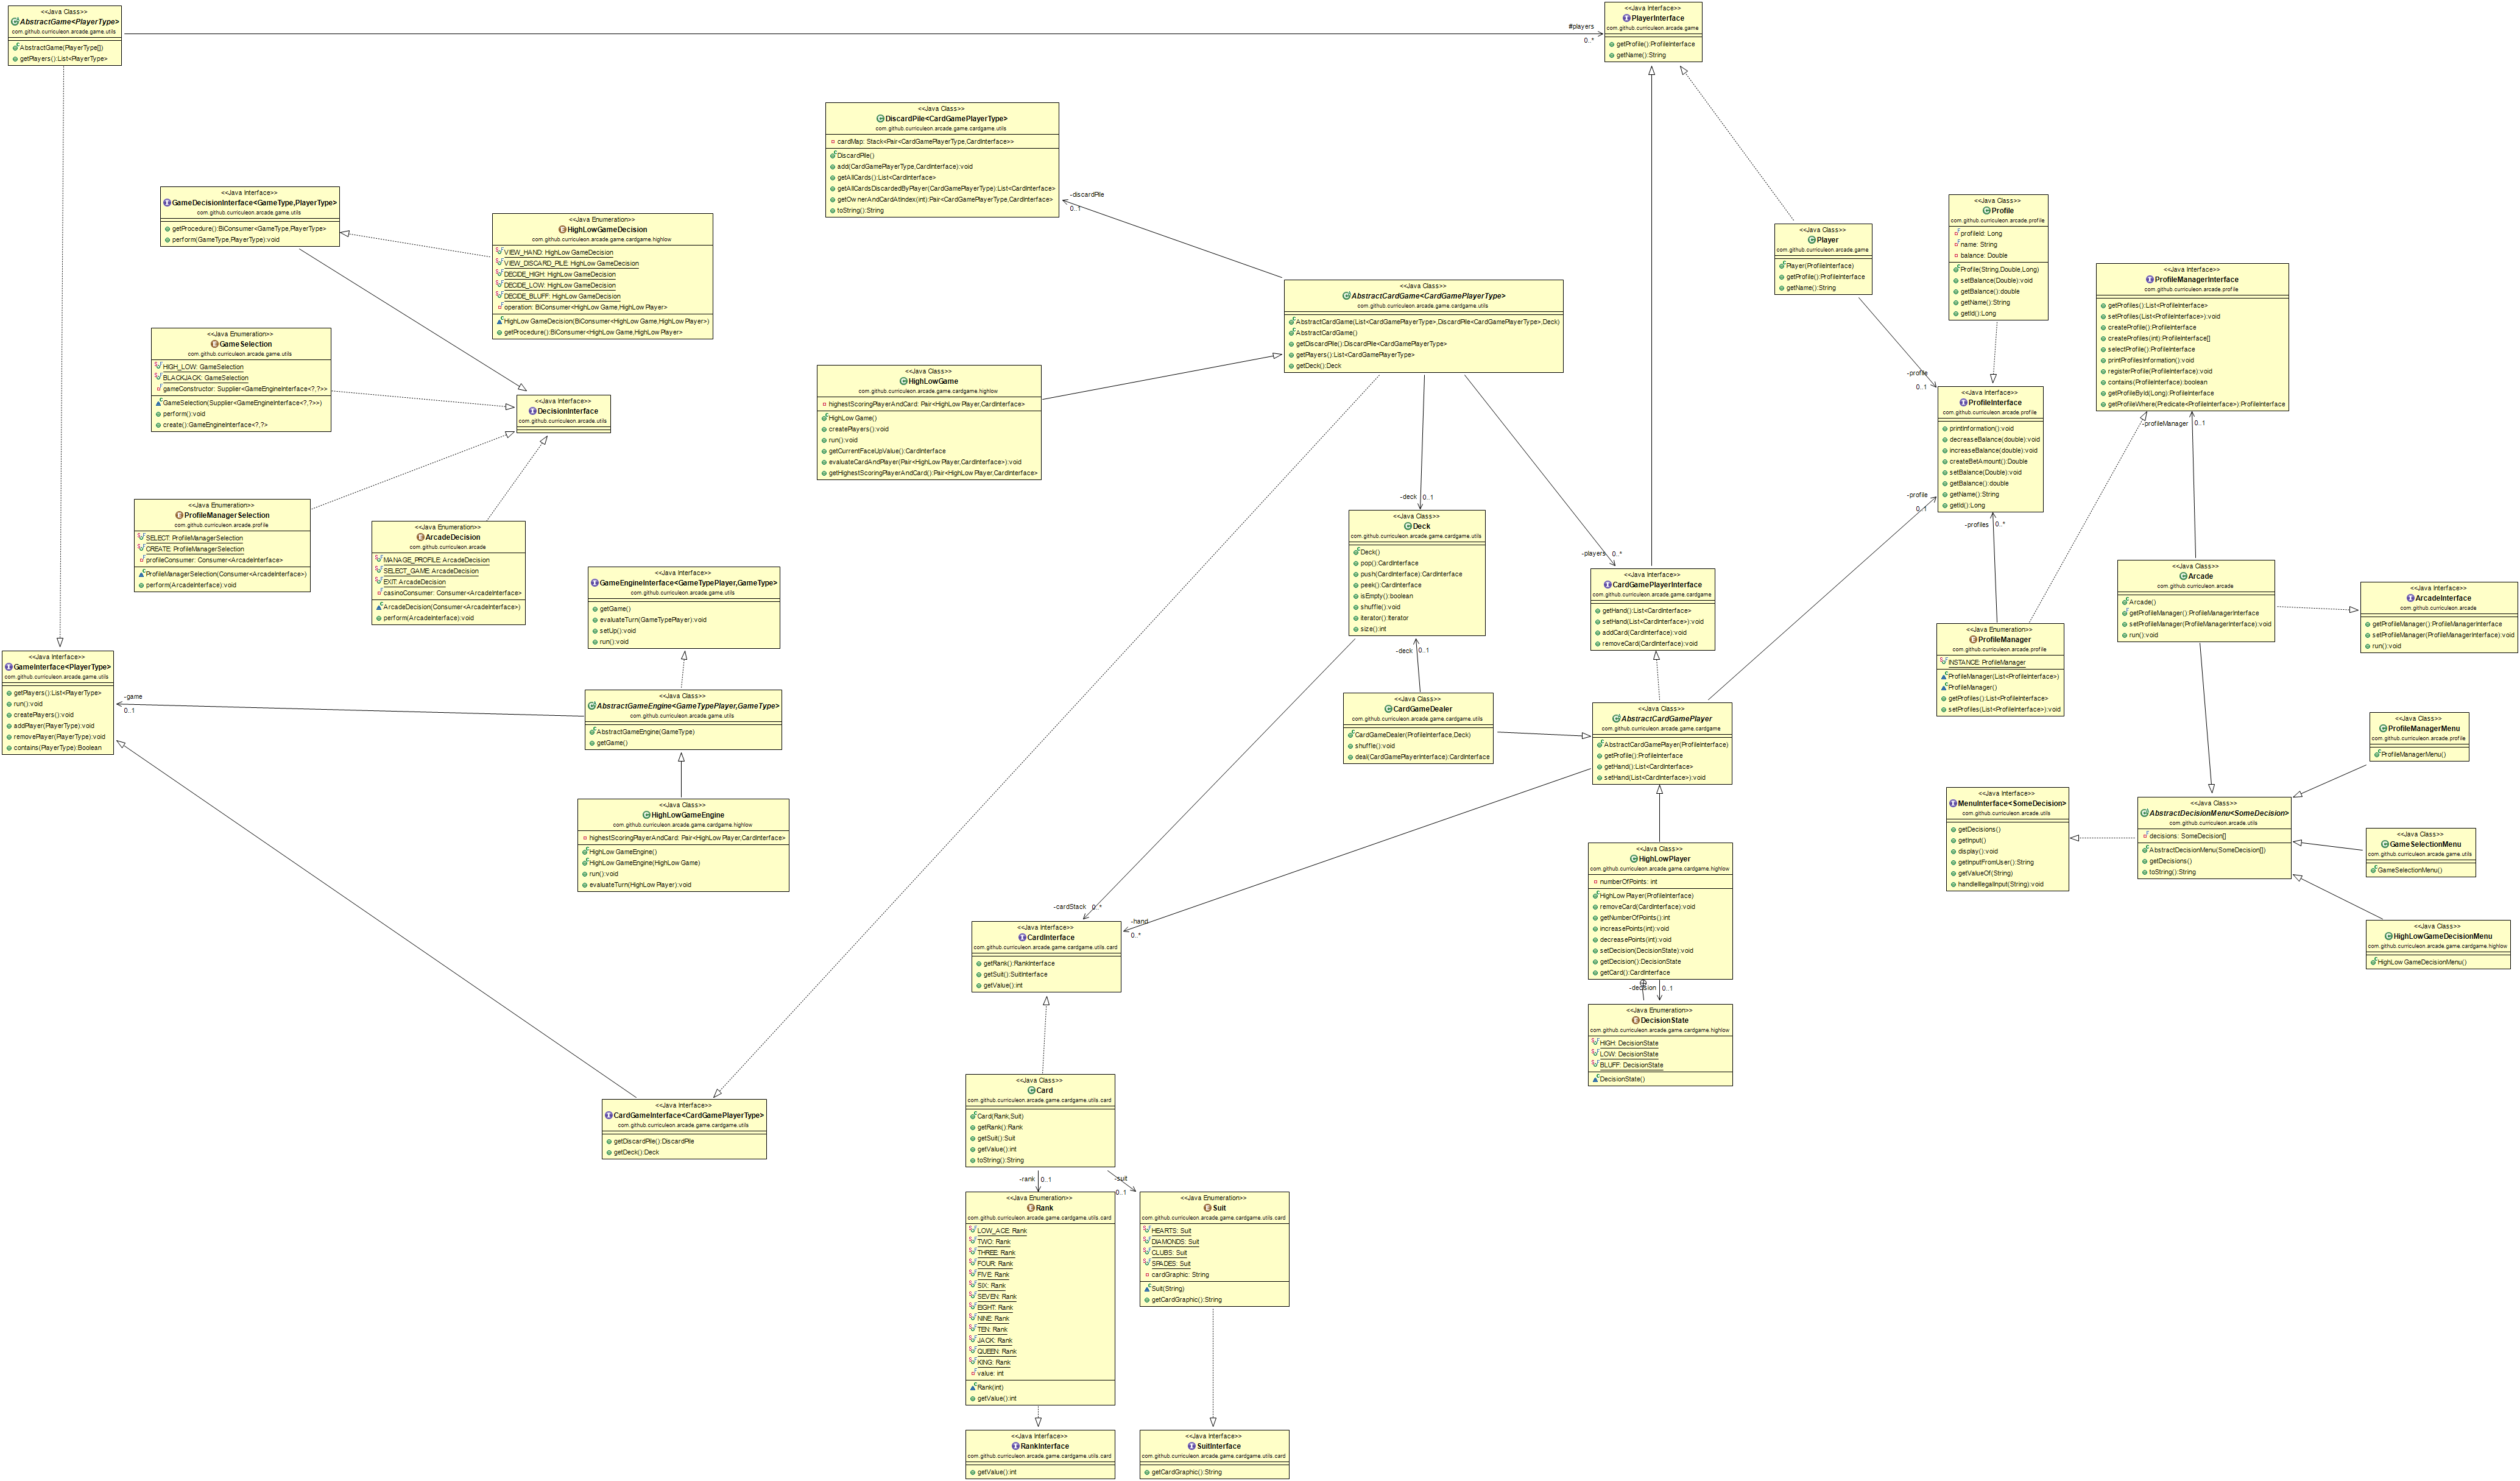 <<Java Class>>
AbstractGame<PlayerType>
com.github.curriculeon.arcade.game.utils
AbstractGame(PlayerType[])
getPlayers():List<PlayerType>
#players
0..*
<<Java Interface>>
PlayerInterface
com.github.curriculeon.arcade.game
getProfile():ProfileInterface
getName():String
<<Java Class>>
DiscardPile<CardGamePlayerType>
com.github.curriculeon.arcade.game.cardgame.utils
cardMap: Stack<Pair<CardGamePlayerType,CardInterface>>
DiscardPile()
add(CardGamePlayerType,CardInterface):void
getAllCards():List<CardInterface>
getAllCardsDiscardedByPlayer(CardGamePlayerType):List<CardInterface>
getOwnerAndCardAtIndex(int):Pair<CardGamePlayerType,CardInterface>
toString():String
-discardPile
0..1
<<Java Interface>>
GameDecisionInterface<GameType,PlayerType>
com.github.curriculeon.arcade.game.utils
getProcedure():BiConsumer<GameType,PlayerType>
perform(GameType,PlayerType):void
<<Java Enumeration>>
HighLowGameDecision
com.github.curriculeon.arcade.game.cardgame.highlow
VIEW_HAND: HighLowGameDecision
VIEW_DISCARD_PILE: HighLowGameDecision
DECIDE_HIGH: HighLowGameDecision
DECIDE_LOW: HighLowGameDecision
DECIDE_BLUFF: HighLowGameDecision
operation: BiConsumer<HighLowGame,HighLowPlayer>
HighLowGameDecision(BiConsumer<HighLowGame,HighLowPlayer>)
getProcedure():BiConsumer<HighLowGame,HighLowPlayer>
<<Java Class>>
Player
com.github.curriculeon.arcade.game
Player(ProfileInterface)
getProfile():ProfileInterface
getName():String
<<Java Class>>
Profile
com.github.curriculeon.arcade.profile
profileId: Long
name: String
balance: Double
Profile(String,Double,Long)
setBalance(Double):void
getBalance():double
getName():String
getId():Long
<<Java Interface>>
ProfileManagerInterface
com.github.curriculeon.arcade.profile
getProfiles():List<ProfileInterface>
setProfiles(List<ProfileInterface>):void
createProfile():ProfileInterface
createProfiles(int):ProfileInterface[]
selectProfile():ProfileInterface
printProfilesInformation():void
registerProfile(ProfileInterface):void
contains(ProfileInterface):boolean
getProfileById(Long):ProfileInterface
getProfileWhere(Predicate<ProfileInterface>):ProfileInterface
-profileManager
0..1
<<Java Class>>
AbstractCardGame<CardGamePlayerType>
com.github.curriculeon.arcade.game.cardgame.utils
AbstractCardGame(List<CardGamePlayerType>,DiscardPile<CardGamePlayerType>,Deck)
AbstractCardGame()
getDiscardPile():DiscardPile<CardGamePlayerType>
getPlayers():List<CardGamePlayerType>
getDeck():Deck
<<Java Enumeration>>
GameSelection
com.github.curriculeon.arcade.game.utils
HIGH_LOW: GameSelection
BLACKJACK: GameSelection
gameConstructor: Supplier<GameEngineInterface<?,?>>
GameSelection(Supplier<GameEngineInterface<?,?>>)
perform():void
create():GameEngineInterface<?,?>
<<Java Interface>>
DecisionInterface
com.github.curriculeon.arcade.utils
<<Java Class>>
HighLowGame
com.github.curriculeon.arcade.game.cardgame.highlow
highestScoringPlayerAndCard: Pair<HighLowPlayer,CardInterface>
HighLowGame()
createPlayers():void
run():void
getCurrentFaceUpValue():CardInterface
evaluateCardAndPlayer(Pair<HighLowPlayer,CardInterface>):void
getHighestScoringPlayerAndCard():Pair<HighLowPlayer,CardInterface>
-profile
0..1
<<Java Interface>>
ProfileInterface
com.github.curriculeon.arcade.profile
printInformation():void
decreaseBalance(double):void
increaseBalance(double):void
createBetAmount():Double
setBalance(Double):void
getBalance():double
getName():String
getId():Long
-profile
0..1
-profiles
0..*
<<Java Enumeration>>
ProfileManagerSelection
com.github.curriculeon.arcade.profile
SELECT: ProfileManagerSelection
CREATE: ProfileManagerSelection
profileConsumer: Consumer<ArcadeInterface>
ProfileManagerSelection(Consumer<ArcadeInterface>)
perform(ArcadeInterface):void
<<Java Enumeration>>
ArcadeDecision
com.github.curriculeon.arcade
MANAGE_PROFILE: ArcadeDecision
SELECT_GAME: ArcadeDecision
EXIT: ArcadeDecision
casinoConsumer: Consumer<ArcadeInterface>
ArcadeDecision(Consumer<ArcadeInterface>)
perform(ArcadeInterface):void
-deck
0..1
<<Java Class>>
Deck
com.github.curriculeon.arcade.game.cardgame.utils
Deck()
pop():CardInterface
push(CardInterface):CardInterface
peek():CardInterface
isEmpty():boolean
shuffle():void
iterator():Iterator
size():int
-deck
0..1
-players
0..*
<<Java Interface>>
CardGamePlayerInterface
com.github.curriculeon.arcade.game.cardgame
getHand():List<CardInterface>
setHand(List<CardInterface>):void
addCard(CardInterface):void
removeCard(CardInterface):void
<<Java Interface>>
GameEngineInterface<GameTypePlayer,GameType>
com.github.curriculeon.arcade.game.utils
getGame()
evaluateTurn(GameTypePlayer):void
setUp():void
run():void
<<Java Class>>
Arcade
com.github.curriculeon.arcade
Arcade()
getProfileManager():ProfileManagerInterface
setProfileManager(ProfileManagerInterface):void
run():void
<<Java Interface>>
ArcadeInterface
com.github.curriculeon.arcade
getProfileManager():ProfileManagerInterface
setProfileManager(ProfileManagerInterface):void
run():void
<<Java Enumeration>>
ProfileManager
com.github.curriculeon.arcade.profile
INSTANCE: ProfileManager
ProfileManager(List<ProfileInterface>)
ProfileManager()
getProfiles():List<ProfileInterface>
setProfiles(List<ProfileInterface>):void
<<Java Interface>>
GameInterface<PlayerType>
com.github.curriculeon.arcade.game.utils
getPlayers():List<PlayerType>
run():void
createPlayers():void
addPlayer(PlayerType):void
removePlayer(PlayerType):void
contains(PlayerType):Boolean
-game
0..1
<<Java Class>>
AbstractGameEngine<GameTypePlayer,GameType>
com.github.curriculeon.arcade.game.utils
AbstractGameEngine(GameType)
getGame()
<<Java Class>>
CardGameDealer
com.github.curriculeon.arcade.game.cardgame.utils
CardGameDealer(ProfileInterface,Deck)
shuffle():void
deal(CardGamePlayerInterface):CardInterface
<<Java Class>>
AbstractCardGamePlayer
com.github.curriculeon.arcade.game.cardgame
AbstractCardGamePlayer(ProfileInterface)
getProfile():ProfileInterface
getHand():List<CardInterface>
setHand(List<CardInterface>):void
<<Java Class>>
ProfileManagerMenu
com.github.curriculeon.arcade.profile
ProfileManagerMenu()
<<Java Class>>
HighLowGameEngine
com.github.curriculeon.arcade.game.cardgame.highlow
highestScoringPlayerAndCard: Pair<HighLowPlayer,CardInterface>
HighLowGameEngine()
HighLowGameEngine(HighLowGame)
run():void
evaluateTurn(HighLowPlayer):void
<<Java Interface>>
MenuInterface<SomeDecision>
com.github.curriculeon.arcade.utils
getDecisions()
getInput()
display():void
getInputFromUser():String
getValueOf(String)
handleIllegalInput(String):void
<<Java Class>>
AbstractDecisionMenu<SomeDecision>
com.github.curriculeon.arcade.utils
decisions: SomeDecision[]
AbstractDecisionMenu(SomeDecision[])
getDecisions()
toString():String
<<Java Class>>
GameSelectionMenu
com.github.curriculeon.arcade.game.utils
GameSelectionMenu()
<<Java Class>>
HighLowPlayer
com.github.curriculeon.arcade.game.cardgame.highlow
numberOfPoints: int
HighLowPlayer(ProfileInterface)
removeCard(CardInterface):void
getNumberOfPoints():int
increasePoints(int):void
decreasePoints(int):void
setDecision(DecisionState):void
getDecision():DecisionState
getCard():CardInterface
-decision
0..1
<<Java Class>>
HighLowGameDecisionMenu
com.github.curriculeon.arcade.game.cardgame.highlow
HighLowGameDecisionMenu()
-cardStack
0..*
-hand
0..*
<<Java Interface>>
CardInterface
com.github.curriculeon.arcade.game.cardgame.utils.card
getRank():RankInterface
getSuit():SuitInterface
getValue():int
<<Java Enumeration>>
DecisionState
com.github.curriculeon.arcade.game.cardgame.highlow
HIGH: DecisionState
LOW: DecisionState
BLUFF: DecisionState
DecisionState()
<<Java Class>>
Card
com.github.curriculeon.arcade.game.cardgame.utils.card
Card(Rank,Suit)
getRank():Rank
getSuit():Suit
getValue():int
toString():String
-rank
0..1
-suit
0..1
<<Java Interface>>
CardGameInterface<CardGamePlayerType>
com.github.curriculeon.arcade.game.cardgame.utils
getDiscardPile():DiscardPile
getDeck():Deck
<<Java Enumeration>>
Rank
com.github.curriculeon.arcade.game.cardgame.utils.card
LOW_ACE: Rank
TWO: Rank
THREE: Rank
FOUR: Rank
FIVE: Rank
SIX: Rank
SEVEN: Rank
EIGHT: Rank
NINE: Rank
TEN: Rank
JACK: Rank
QUEEN: Rank
KING: Rank
value: int
Rank(int)
getValue():int
<<Java Enumeration>>
Suit
com.github.curriculeon.arcade.game.cardgame.utils.card
HEARTS: Suit
DIAMONDS: Suit
CLUBS: Suit
SPADES: Suit
cardGraphic: String
Suit(String)
getCardGraphic():String
<<Java Interface>>
RankInterface
com.github.curriculeon.arcade.game.cardgame.utils.card
getValue():int
<<Java Interface>>
SuitInterface
com.github.curriculeon.arcade.game.cardgame.utils.card
getCardGraphic():String